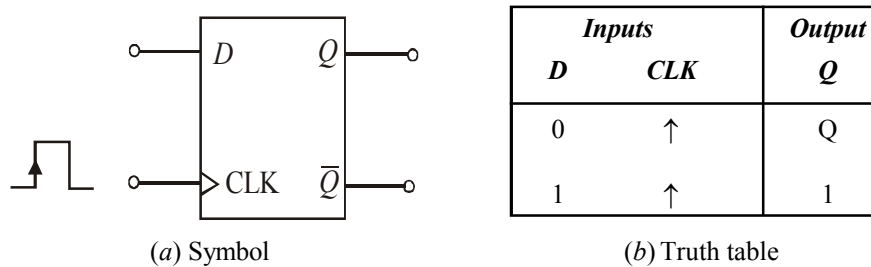 D Q
CLK Q̅
(a) Symbol
Inputs Output
D CLK Q
0 ↑ Q
1 ↑ 1
(b) Truth table